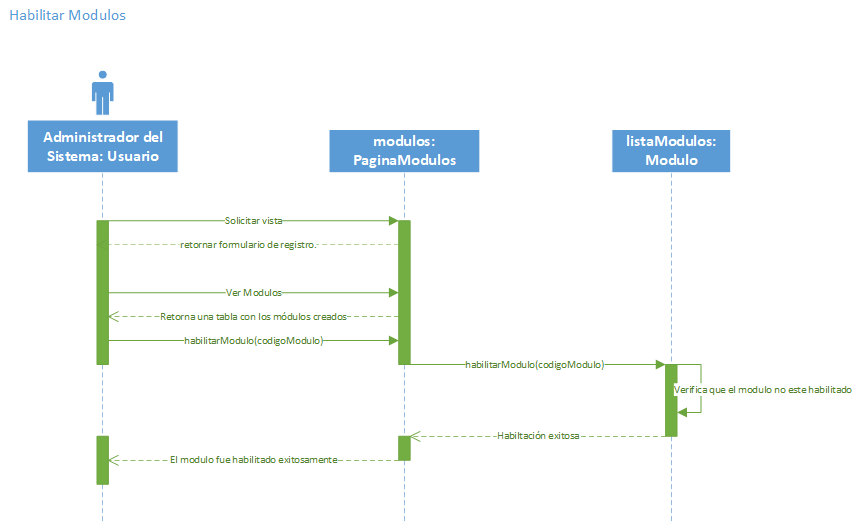 Habilitar Modulos
Administrador del
Sistema: Usuario
modulos:
PaginaModulos
listaModulos:
Modulo
Solicitar vista
retornar formulario de registro.
Ver Modulos
Retorna una tabla con los módulos creados
habilitarModulo(codigoModulo)
habilitarModulo(codigoModulo)
Verifica que el modulo no este habilitado
Habiltación exitosa
El modulo fue habilitado exitosamente